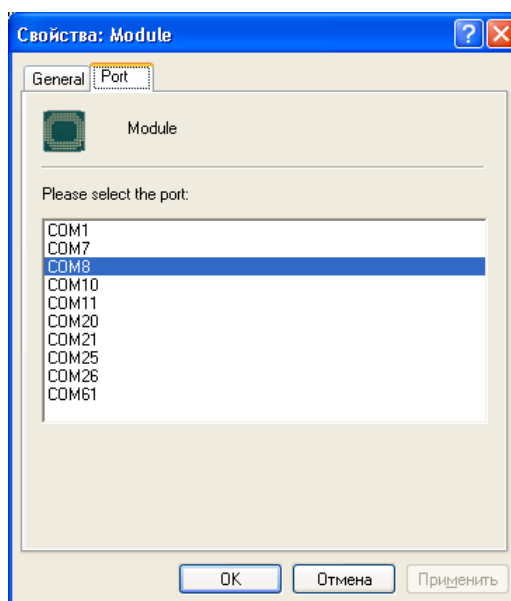 Свойства: Module
General Port
Module
Please select the port:
COM1
COM7
COM8
COM10
COM11
COM20
COM21
COM25
COM26
COM61
OK Отмена Применить